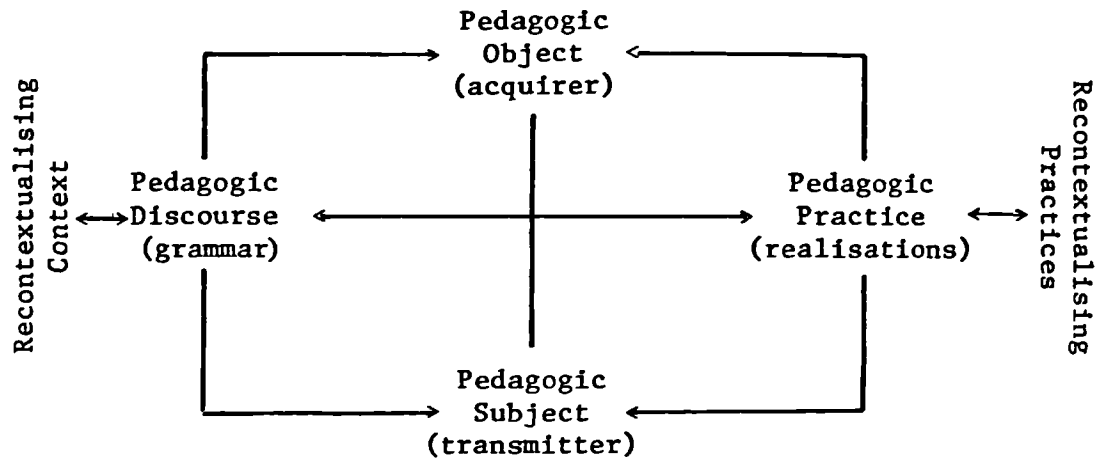 Pedagogic
Object
(acquirer)
Recontextualising
Context
Pedagogic
Discourse
(grammar)
Pedagogic
Practice
(realisations)
Recontextualising
Practices
Pedagogic
Subject
(transmitter)